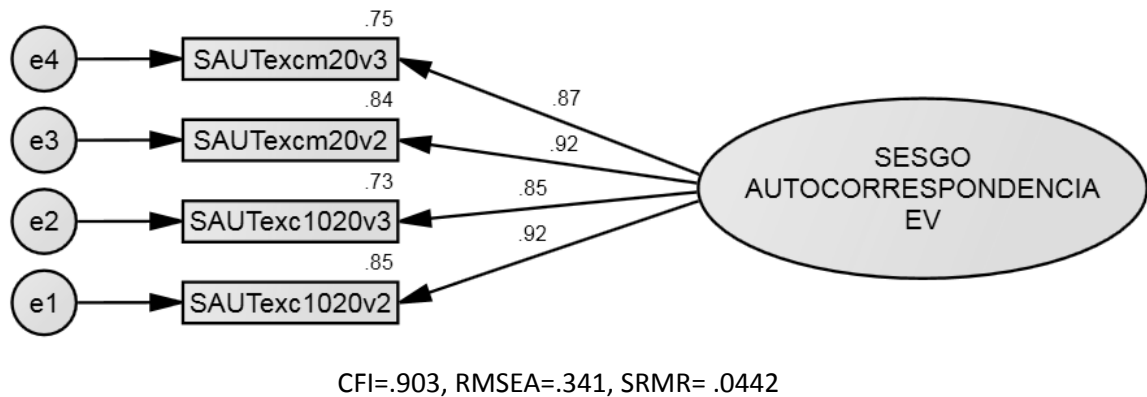 .75
e4
SAUTexcm20v3
.87
.84
e3
SAUTexcm20v2
.92
.73
e2
SAUTexc1020v3
.85
.85
e1
SAUTexc1020v2
.92
SESGO
AUTOCORRESPONDENCIA
EV
CFI=.903, RMSEA=.341, SRMR= .0442